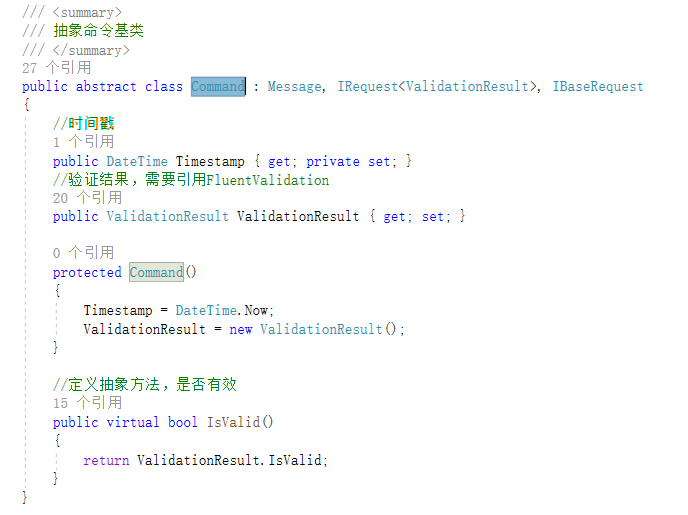 /// <summary>
/// 抽象命令基类
/// </summary>
27 个引用
public abstract class Command : Message, IRequest<ValidationResult>, IBaseRequest
{
//时间戳
1 个引用
public DateTime Timestamp { get; private set; }
//验证结果，需要引用FluentValidation
20 个引用
public ValidationResult ValidationResult { get; set; }
0 个引用
protected Command()
{
Timestamp = DateTime.Now;
ValidationResult = new ValidationResult();
}
//定义抽象方法，是否有效
15 个引用
public virtual bool IsValid()
{
return ValidationResult.IsValid;
}
}